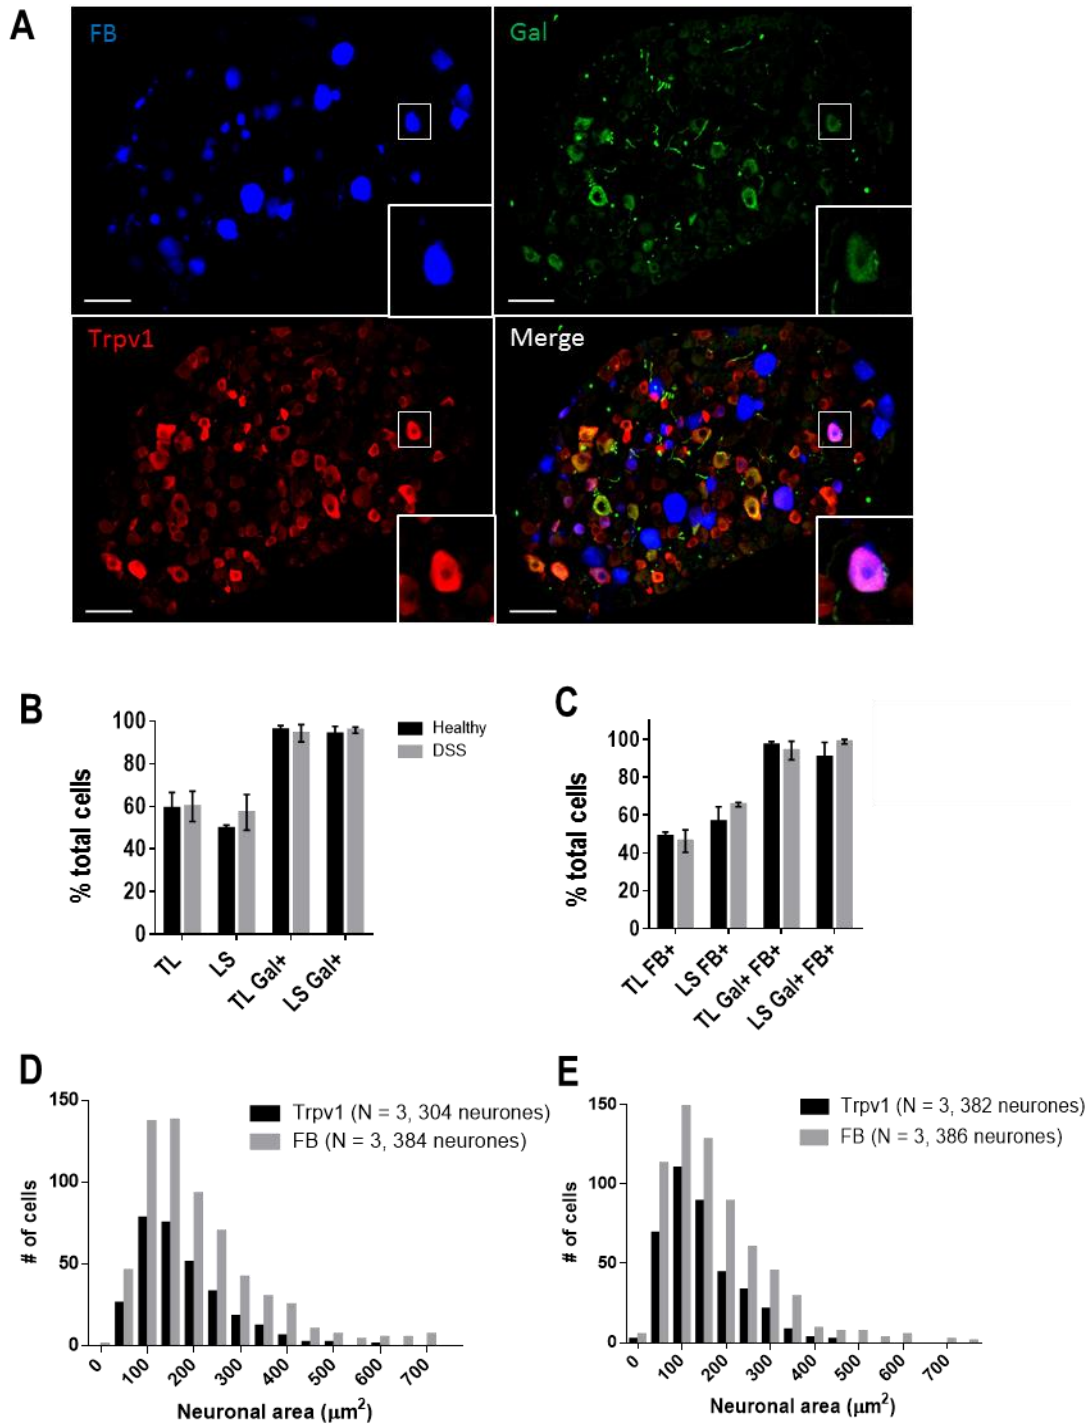 A
FB
Gal
Trpv1
Merge
B
100
80
60
40
20
0
% total cells
TL
LS
TL Gal+
LS Gal+
Healthy
DSS
C
100
80
60
40
20
0
% total cells
TL FB+
LS FB+
TL Gal+ FB+
LS Gal+ FB+
D
150
100
50
0
# of cells
Trpv1 (N = 3, 304 neurones)
FB (N = 3, 384 neurones)
0
100
200
300
400
500
600
700
Neuronal area (μm²)
E
150
100
50
0
# of cells
Trpv1 (N = 3, 382 neurones)
FB (N = 3, 386 neurones)
0
100
200
300
400
500
600
700
Neuronal area (μm²)